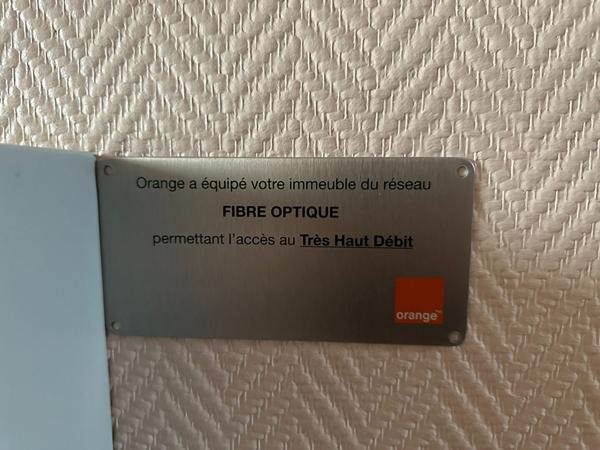 Orange a équipé votre immeuble du réseau
FIBRE OPTIQUE
permettant l'accès au Très Haut Débit
orange™